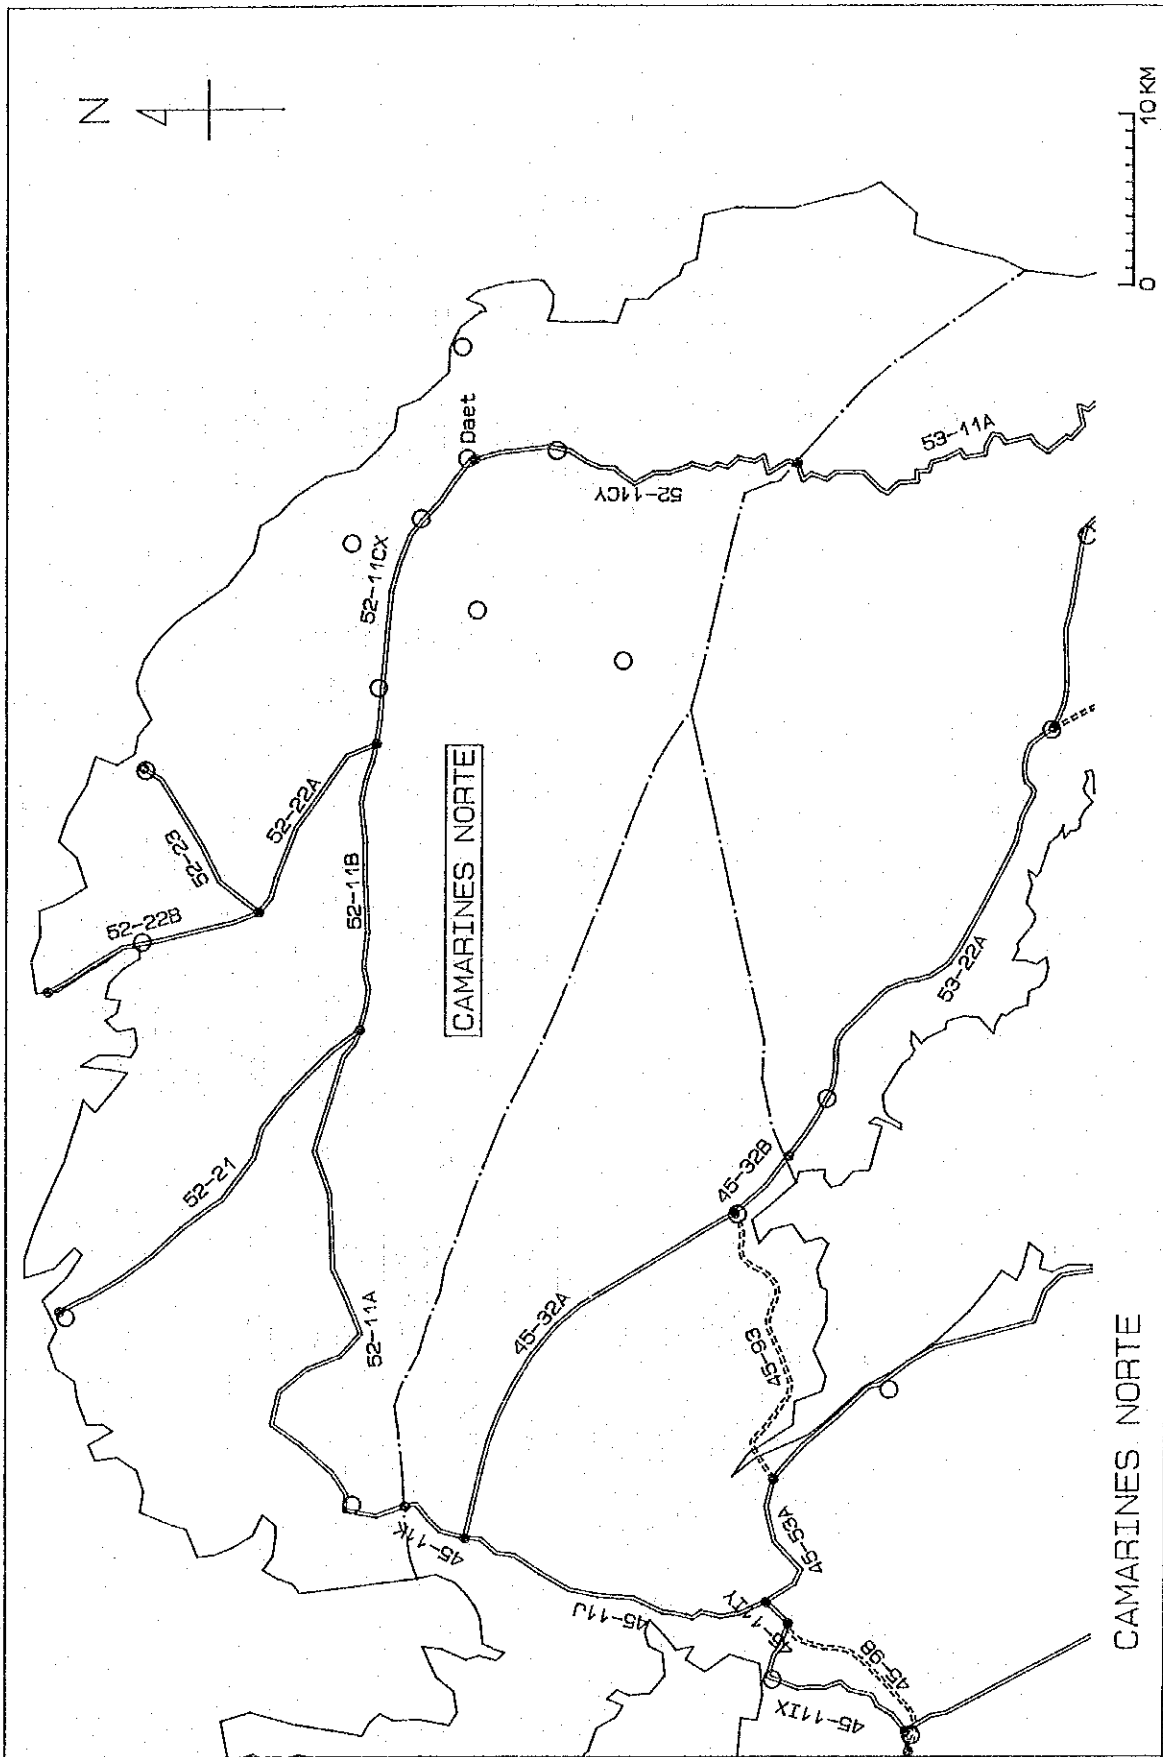 N
10 KM
0
Daet
53-11A
52-11CY
52-11CX
52-22A
52-23
52-22B
52-11B
CAMARINES NORTE
53-22A
52-21
45-32B
45-32A
52-11A
45-93
45-11K
45-53A
45-11J
45-11IY
45-98
45-11IX
CAMARINES NORTE